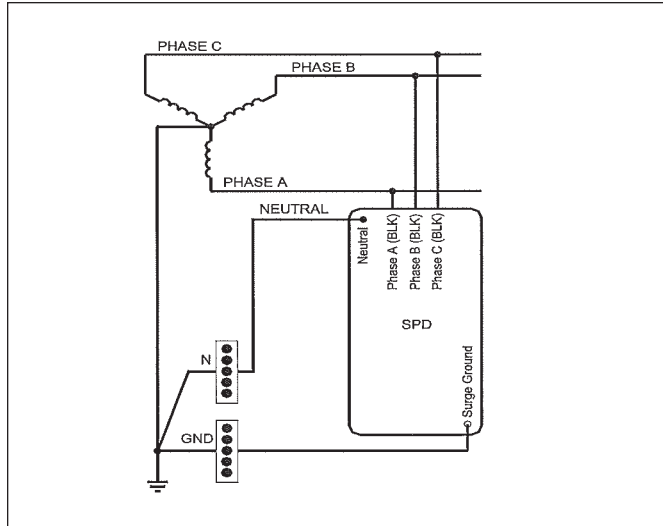 PHASE C
PHASE B
PHASE A
NEUTRAL
Neutral
Phase A (BLK)
Phase B (BLK)
Phase C (BLK)
SPD
N
Surge Ground
GND